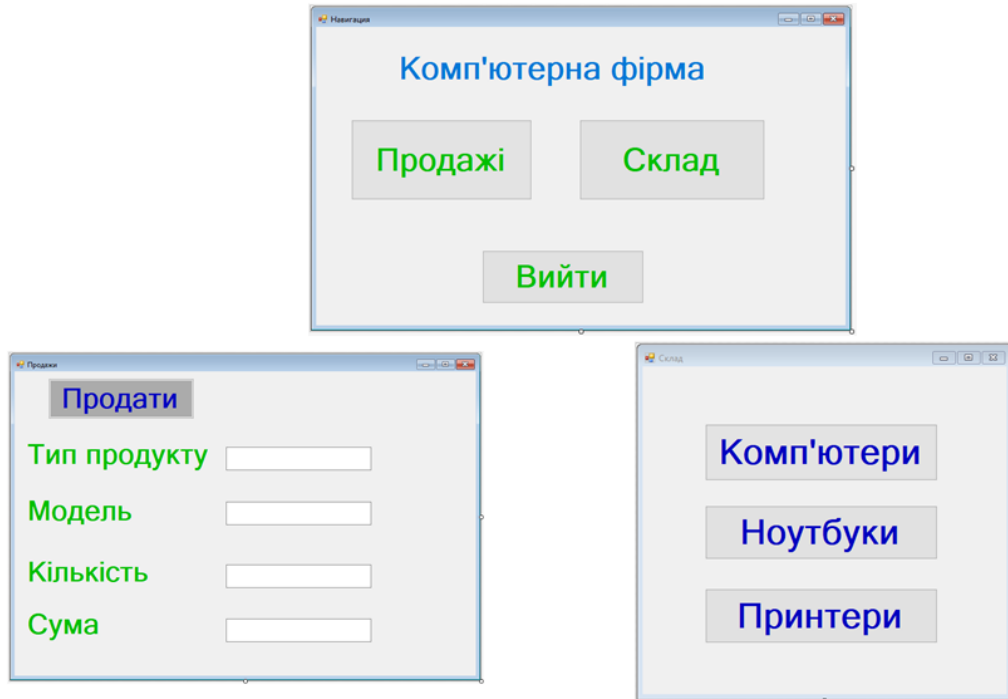 Навигация
Комп'ютерна фірма
Продажі
Склад
Вийти
Продажи
Продати
Тип продукту
Модель
Кількість
Сума
Склад
Комп'ютери
Ноутбуки
Принтери